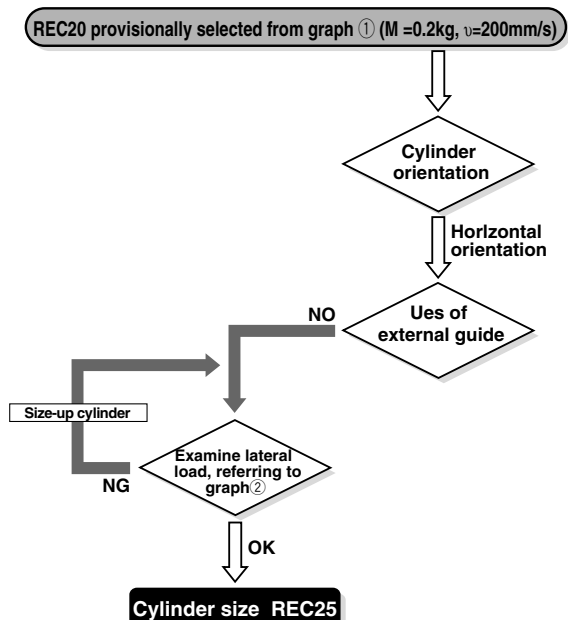 REC20 provisionally selected from graph ① (M =0.2kg, υ=200mm/s)
Cylinder
orientation
Horlzontal
orientation
Ues of
external guide
NO
Size-up cylinder
Examine lateral
load, referring to
graph②
NG
OK
Cylinder size REC25